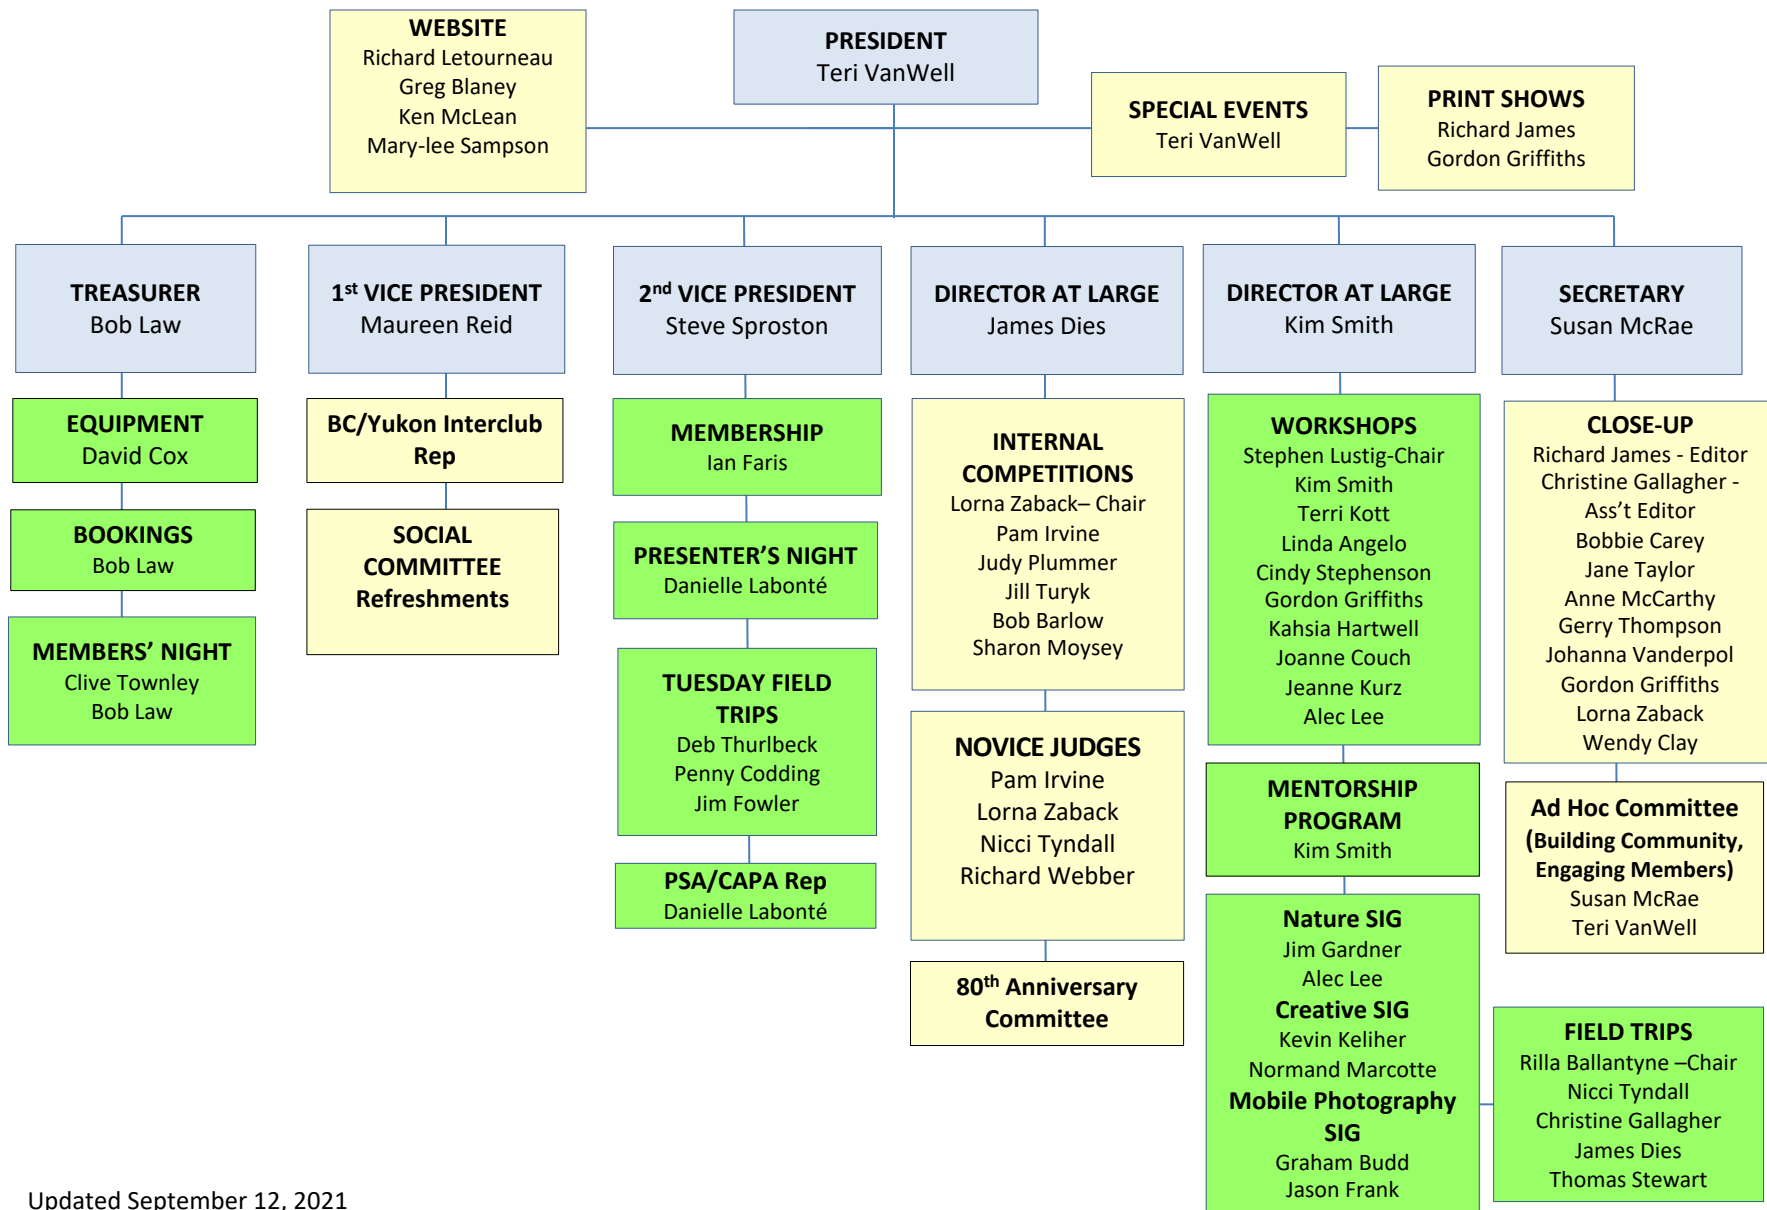 WEBSITE
Richard Letourneau
Greg Blaney
Ken McLean
Mary-lee Sampson
PRESIDENT
Teri VanWell
SPECIAL EVENTS
Teri VanWell
PRINT SHOWS
Richard James
Gordon Griffiths
TREASURER
Bob Law
1st VICE PRESIDENT
Maureen Reid
2nd VICE PRESIDENT
Steve Sproston
DIRECTOR AT LARGE
James Dies
DIRECTOR AT LARGE
Kim Smith
SECRETARY
Susan McRae
EQUIPMENT
David Cox
BOOKINGS
Bob Law
MEMBERS’ NIGHT
Clive Townley
Bob Law
BC/Yukon Interclub
Rep
SOCIAL
COMMITTEE
Refreshments
MEMBERSHIP
Ian Faris
PRESENTER’S NIGHT
Danielle Labonté
TUESDAY FIELD
TRIPS
Deb Thurlbeck
Penny Codding
Jim Fowler
PSA/CAPA Rep
Danielle Labonté
INTERNAL
COMPETITIONS
Lorna Zaback– Chair
Pam Irvine
Judy Plummer
Jill Turyk
Bob Barlow
Sharon Moysey
NOVICE JUDGES
Pam Irvine
Lorna Zaback
Nicci Tyndall
Richard Webber
80th Anniversary
Committee
WORKSHOPS
Stephen Lustig-Chair
Kim Smith
Terri Kott
Linda Angelo
Cindy Stephenson
Gordon Griffiths
Kahsia Hartwell
Joanne Couch
Jeanne Kurz
Alec Lee
MENTORSHIP
PROGRAM
Kim Smith
Nature SIG
Jim Gardner
Alec Lee
Creative SIG
Kevin Keliher
Normand Marcotte
Mobile Photography
SIG
Graham Budd
Jason Frank
CLOSE-UP
Richard James - Editor
Christine Gallagher -
Ass’t Editor
Bobbie Carey
Jane Taylor
Anne McCarthy
Gerry Thompson
Johanna Vanderpol
Gordon Griffiths
Lorna Zaback
Wendy Clay
Ad Hoc Committee
(Building Community,
Engaging Members)
Susan McRae
Teri VanWell
FIELD TRIPS
Rilla Ballantyne –Chair
Nicci Tyndall
Christine Gallagher
James Dies
Thomas Stewart
Updated September 12, 2021